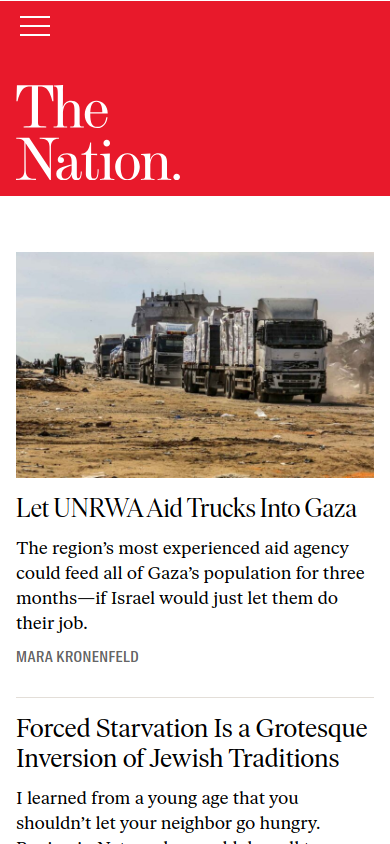 The
Nation.
Let UNRWA Aid Trucks Into Gaza
The region’s most experienced aid agency
could feed all of Gaza’s population for three
months—if Israel would just let them do
their job.
MARA KRONENFELD
Forced Starvation Is a Grotesque
Inversion of Jewish Traditions
I learned from a young age that you
shouldn’t let your neighbor go hungry.